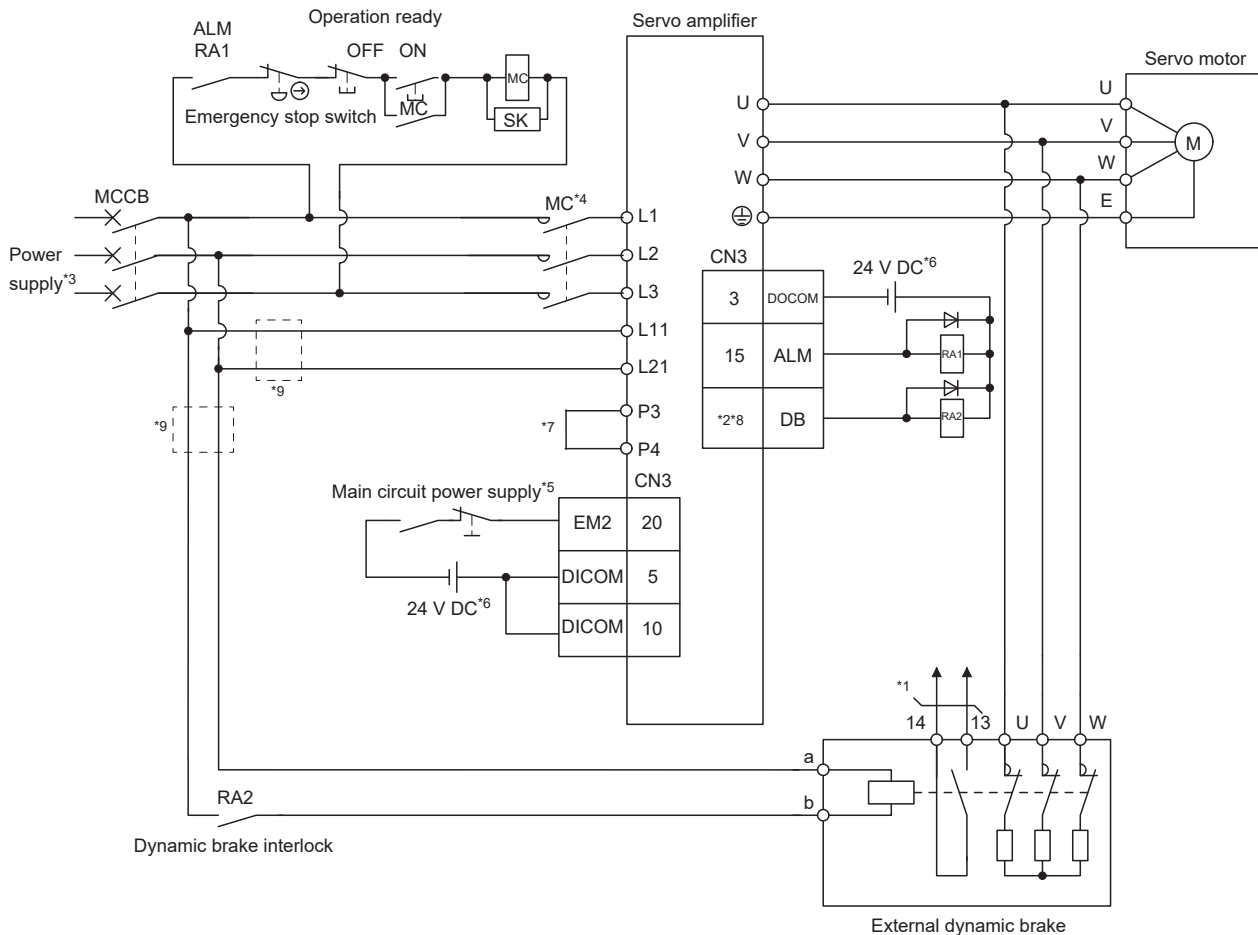 Operation ready
Servo amplifier
ALM
RA1
OFF
ON
MC
SK
MC
Emergency stop switch
Servo motor
U
V
W
U
V
W
E
M
MCCB
MC*4
L1
L2
L3
L11
L21
Power
supply*3
*9
*9
*7
P3
P4
CN3
24 V DC*6
3
DOCOM
15
ALM
RA1
*2*8
DB
RA2
CN3
Main circuit power supply*5
EM2
20
DICOM
5
DICOM
10
24 V DC*6
*1
14
13
U
V
W
a
b
RA2
Dynamic brake interlock
External dynamic brake